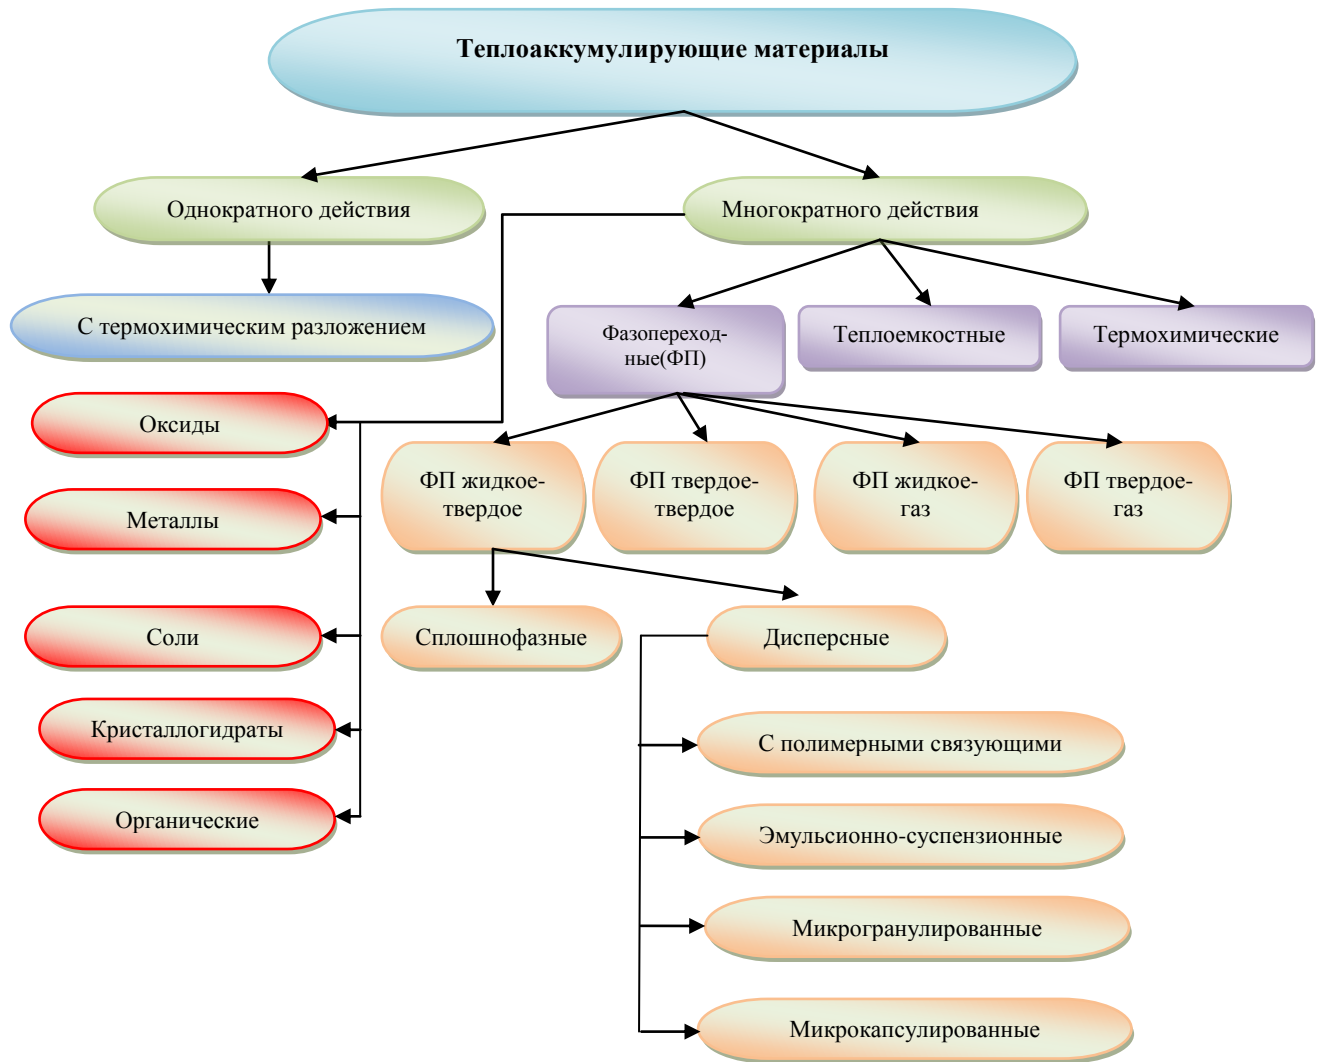 Теплоаккумулирующие материалы
Однократного действия
Многократного действия
С термохимическим разложением
Фазопереход-
ные(ФП)
Теплоемкостные
Термохимические
Оксиды
Металлы
Соли
Кристаллогидраты
Органические
ФП жидкое-
твердое
ФП твердое-
твердое
ФП жидкое-
газ
ФП твердое-
газ
Сплошнофазные
Дисперсные
С полимерными связующими
Эмульсионно-суспензионные
Микрогранулированные
Микрокапсулированные